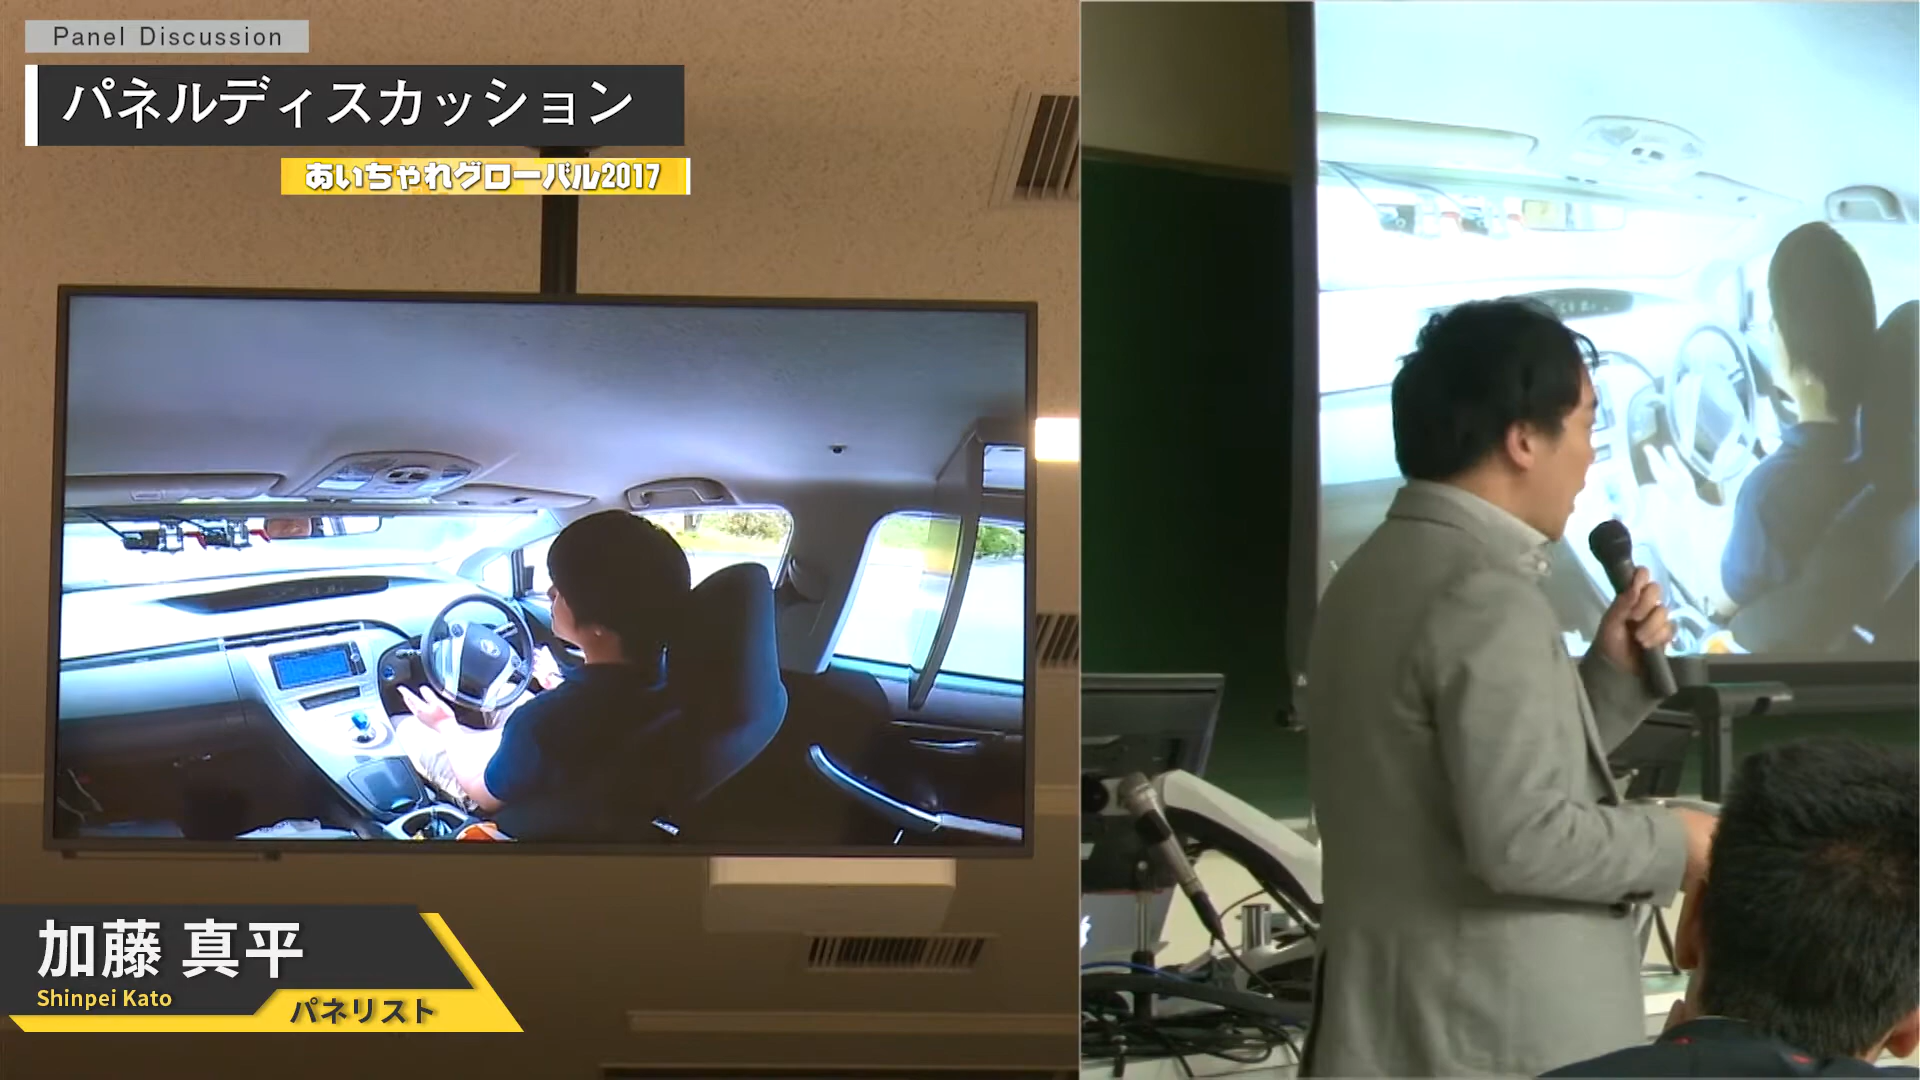 Panel Discussion
パネルディスカッション
あいちゃれグローバル2017
加藤 真平
Shinpei Kato
パネリスト